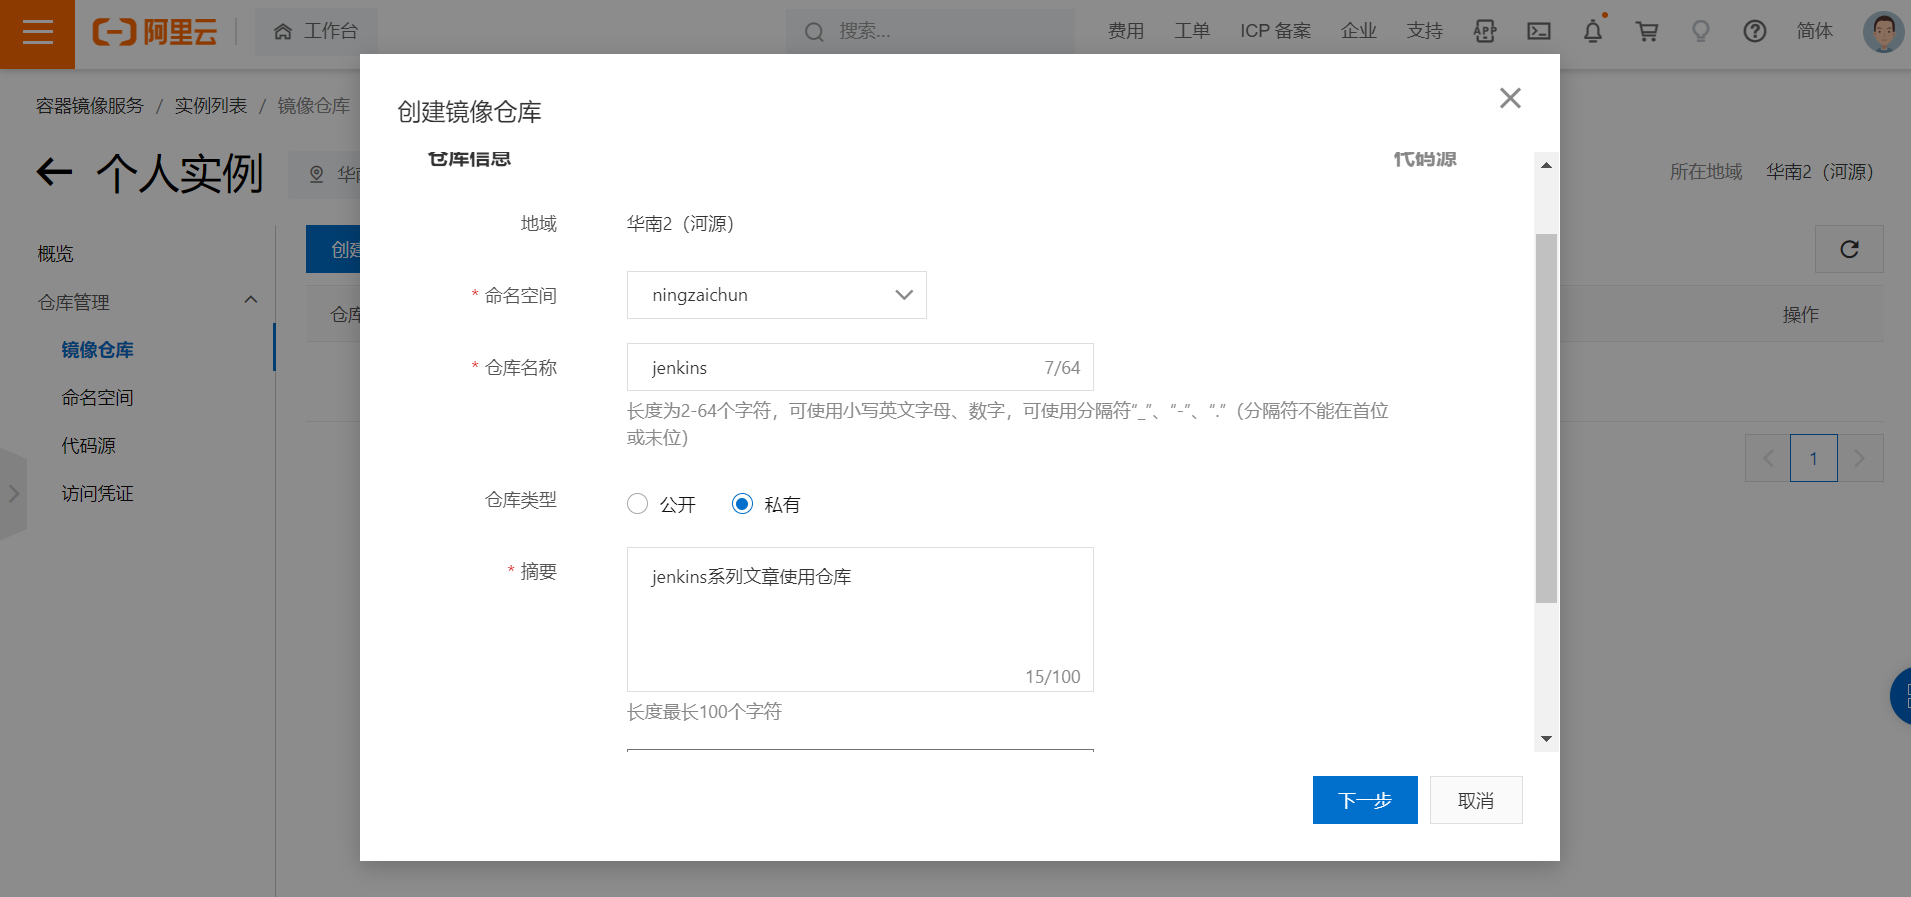 阿里云
工作台
搜索...
费用
工单
ICP 备案
企业
支持
APP
简体
容器镜像服务 / 实例列表 / 镜像仓库
个人实例
所在地域
华南2（河源）
概览
仓库管理
镜像仓库
命名空间
代码源
访问凭证
操作
1
创建镜像仓库
仓库信息
代码源
地域
华南2（河源）
* 命名空间
ningzaichun
* 仓库名称
jenkins
7/64
长度为2-64个字符，可使用小写英文字母、数字，可使用分隔符“_”、“-”、“.”（分隔符不能在首位
或末位）
仓库类型
公开
私有
* 摘要
jenkins系列文章使用仓库
15/100
长度最长100个字符
下一步
取消